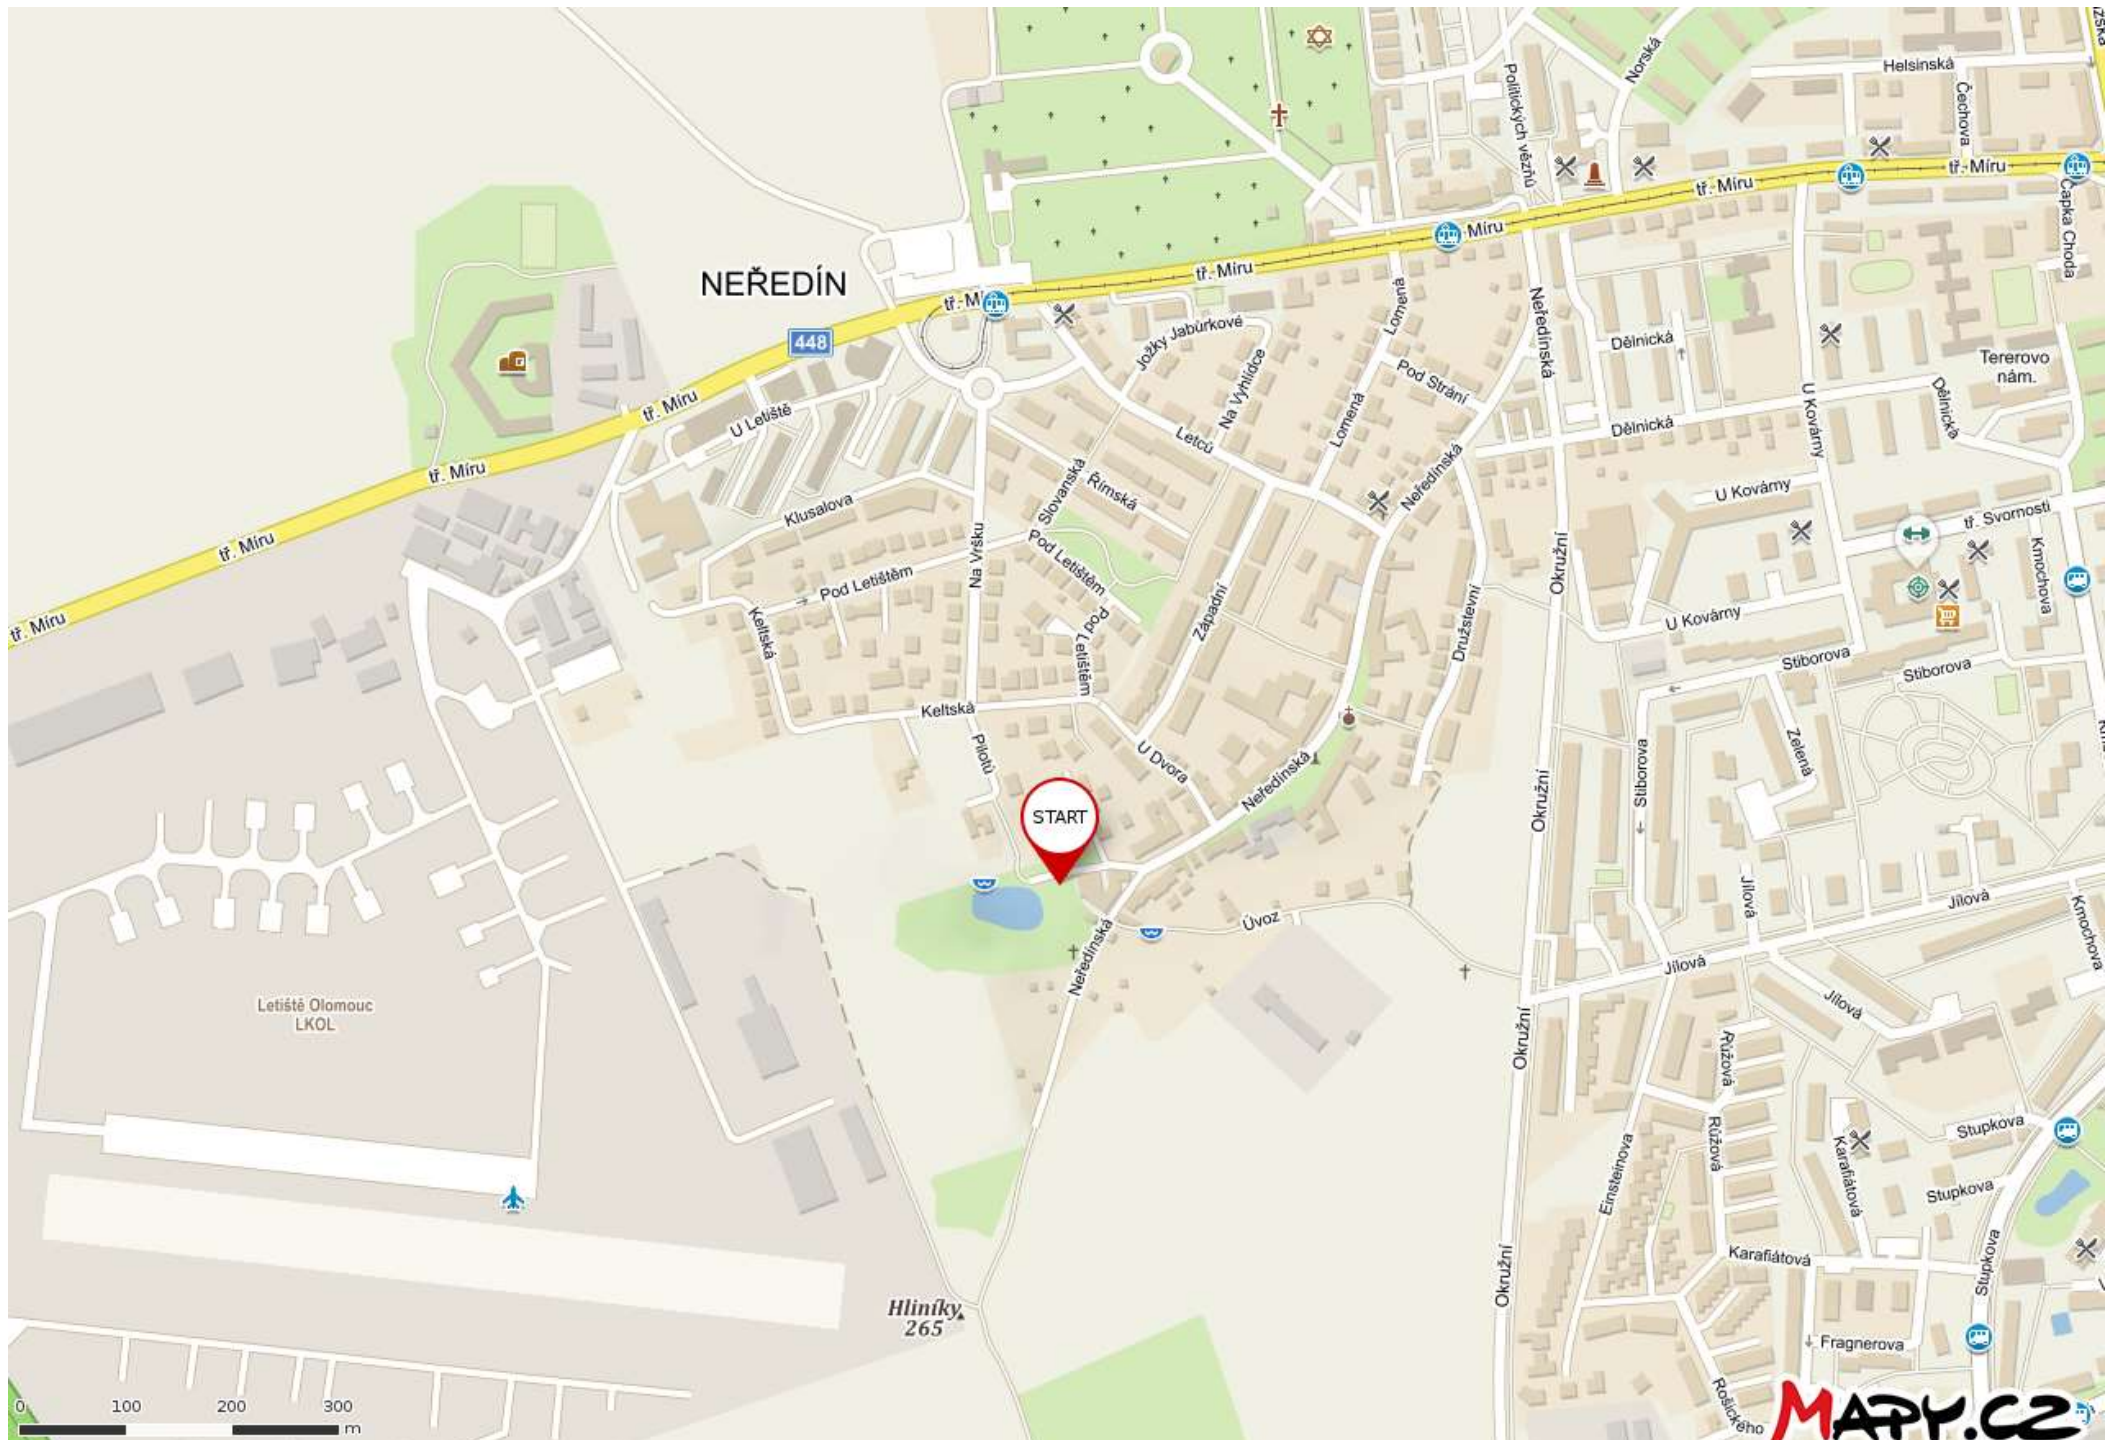 Norská
Helsinská
Čechova
Politických vězňů
tř. Míru
tř. Míru
Čapka Choda
Míru
tř. Míru
NEŘEDÍN
448
Lomená
Neředínská
Jožky Jabůrkové
Na Vyhlídce
Dělnická
Tererovo
nám.
Pod Strání
tř. Míru
U Letiště
Lomená
Dělnická
U Kovárny
Dělnická
Letců
tř. Míru
Neředínská
Slovanská
Římská
Klusalova
U Kovárny
tř. Svornosti
tř. Míru
Na Vršku
Pod Letištěm
Pod Letištěm
Okružní
Kmochova
tř. Míru
Keltská
Pod Letištěm
Západní
Družstevní
U Kovárny
Stiborova
Stiborova
Keltská
Pilotů
U Dvora
Neředínská
Okružní
Stiborova
Zelená
START
Jílová
Jílová
Kmochova
Úvoz
Neředínská
Jílová
Jílová
Letiště Olomouc
LKOL
Okružní
Růžová
Růžová
Stupkova
Einsteinova
Karafiátová
Stupkova
Okružní
Karafiátová
Stupkova
Hliníky
265
Fragnerova
Rošického
0 100 200 300
m
MAPY.CZ